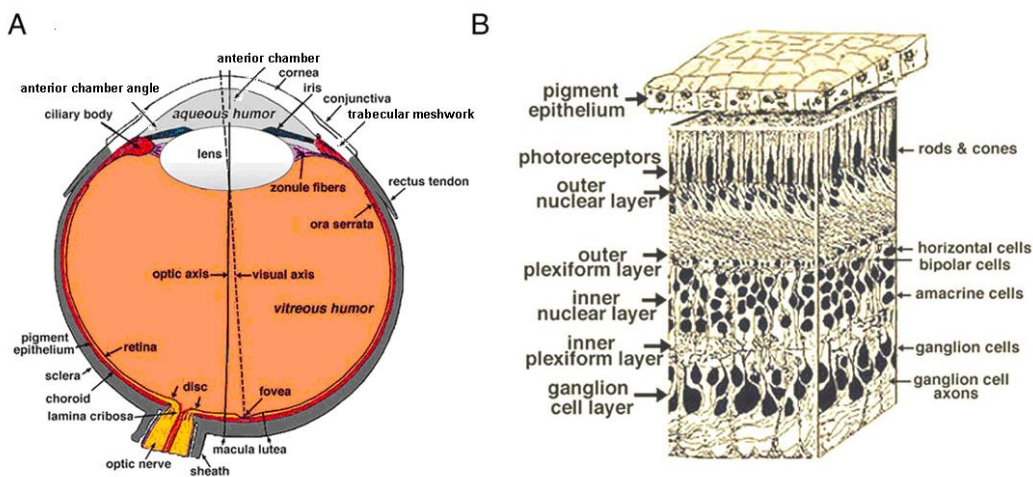 A
B
anterior chamber
cornea
iris
conjunctiva
trabecular meshwork
anterior chamber angle
ciliary body
aqueous humor
lens
zonule fibers
rectus tendon
ora serrata
optic axis
visual axis
vitreous humor
pigment
epithelium
retina
sclera
choroid
disc
lamina cribosa
fovea
optic nerve
macula lutea
sheath
pigment
epithelium
photoreceptors
outer
nuclear layer
outer
plexiform layer
inner
nuclear layer
inner
plexiform layer
ganglion
cell layer
rods & cones
horizontal cells
bipolar cells
amacrine cells
ganglion cells
ganglion cell
axons